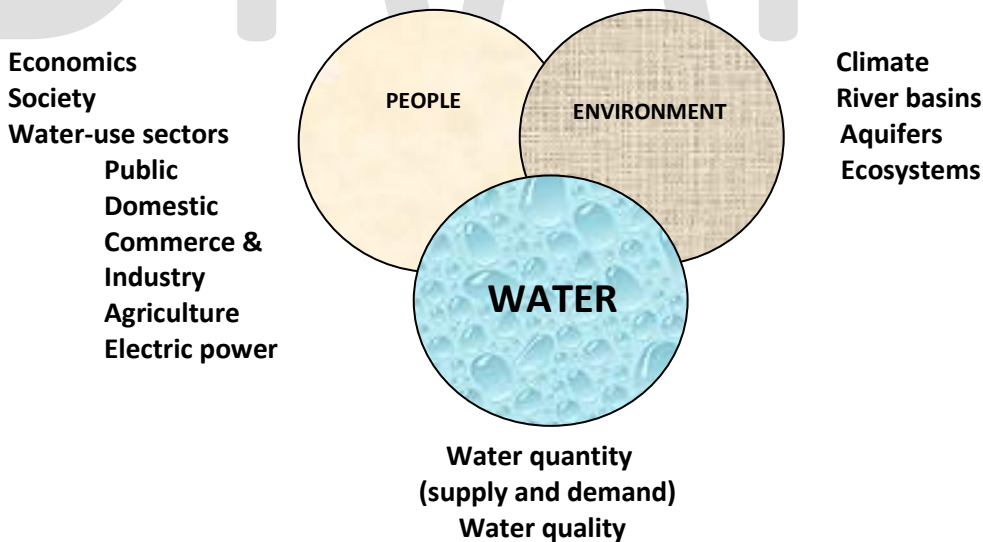 Economics
Society
Water-use sectors
Public
Domestic
Commerce &
Industry
Agriculture
Electric power
PEOPLE
ENVIRONMENT
Climate
River basins
Aquifers
Ecosystems
WATER
Water quantity
(supply and demand)
Water quality